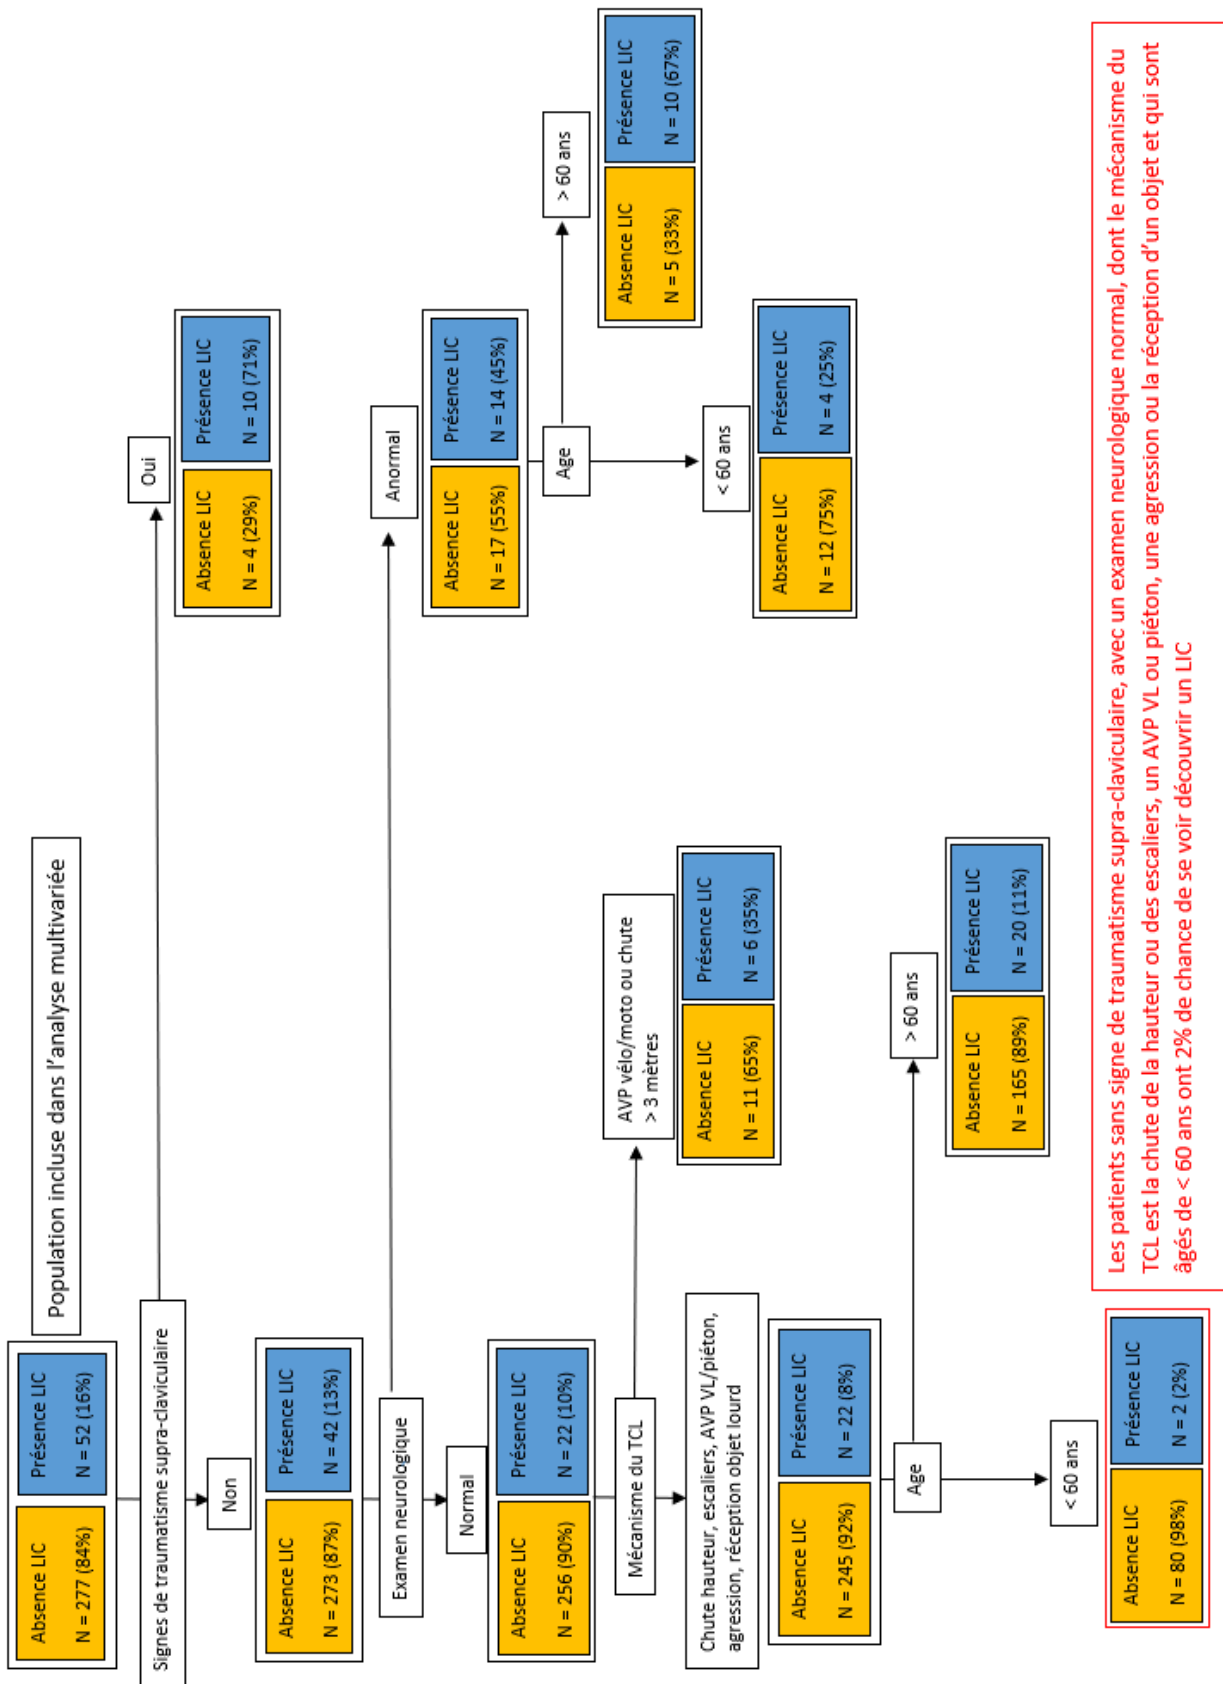 Absence LIC
N = 277 (84%)
Présence LIC
N = 52 (16%)
Population incluse dans l'analyse multivariée
Signes de traumatisme supra-claviculaire
Non
Oui
Absence LIC
N = 4 (29%)
Présence LIC
N = 10 (71%)
Absence LIC
N = 273 (87%)
Présence LIC
N = 42 (13%)
Examen neurologique
Normal
Anormal
Absence LIC
N = 17 (55%)
Présence LIC
N = 14 (45%)
Age
> 60 ans
Absence LIC
N = 5 (33%)
Présence LIC
N = 10 (67%)
< 60 ans
Absence LIC
N = 12 (75%)
Présence LIC
N = 4 (25%)
Absence LIC
N = 256 (90%)
Présence LIC
N = 22 (10%)
Mécanisme du TCL
AVP vélo/moto ou chute
> 3 mètres
Absence LIC
N = 11 (65%)
Présence LIC
N = 6 (35%)
Chute hauteur, escaliers, AVP VL/piéton,
agression, réception objet lourd
Absence LIC
N = 245 (92%)
Présence LIC
N = 22 (8%)
Age
> 60 ans
Absence LIC
N = 165 (89%)
Présence LIC
N = 20 (11%)
< 60 ans
Absence LIC
N = 80 (98%)
Présence LIC
N = 2 (2%)
Les patients sans signe de traumatisme supra-claviculaire, avec un examen neurologique normal, dont le mécanisme du
TCL est la chute de la hauteur ou des escaliers, un AVP VL ou piéton, une agression ou la réception d'un objet et qui sont
âgés de < 60 ans ont 2% de chance de se voir découvrir un LIC